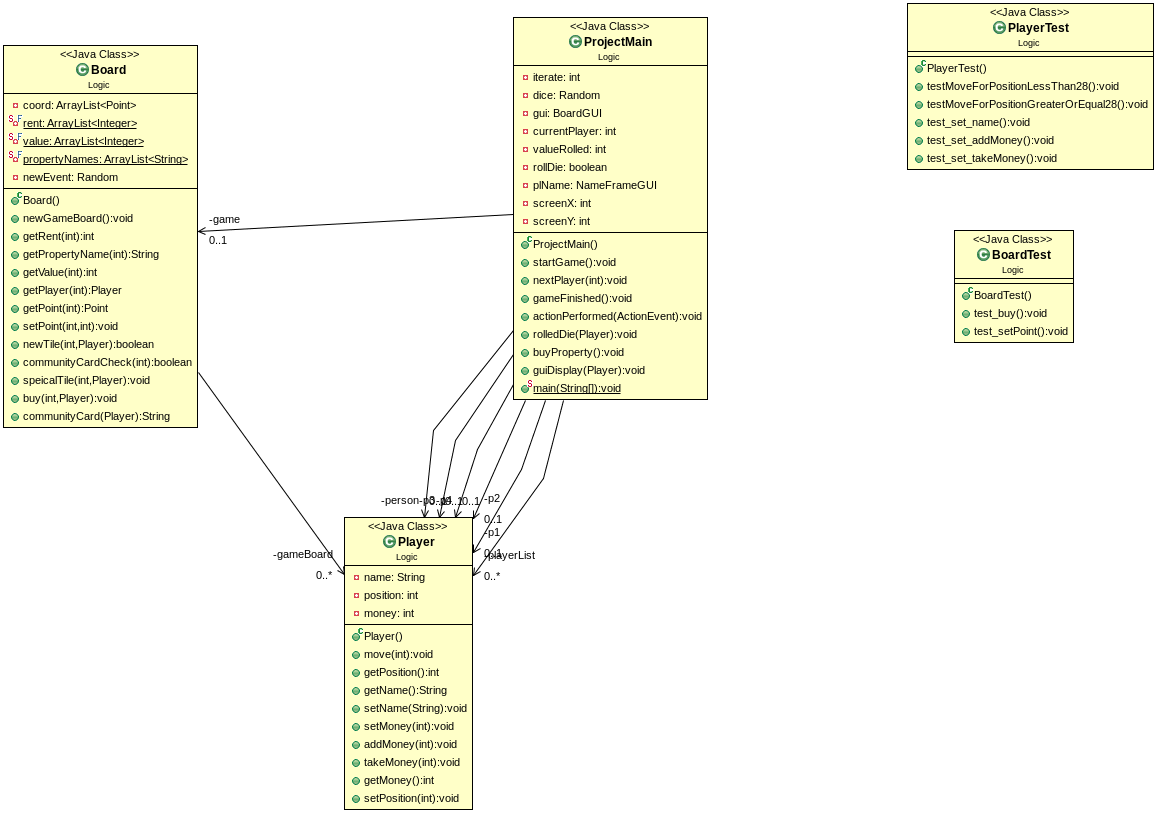 <<Java Class>>
Board
Logic
coord: ArrayList<Point>
rent: ArrayList<Integer>
value: ArrayList<Integer>
propertyNames: ArrayList<String>
newEvent: Random
Board()
newGameBoard():void
getRent(int):int
getPropertyName(int):String
getValue(int):int
getPlayer(int):Player
getPoint(int):Point
setPoint(int,int):void
newTile(int,Player):boolean
communityCardCheck(int):boolean
speicalTile(int,Player):void
buy(int,Player):void
communityCard(Player):String
-game
0..1
<<Java Class>>
ProjectMain
Logic
iterate: int
dice: Random
gui: BoardGUI
currentPlayer: int
valueRolled: int
rollDie: boolean
plName: NameFrameGUI
screenX: int
screenY: int
ProjectMain()
startGame():void
nextPlayer(int):void
gameFinished():void
actionPerformed(ActionEvent):void
rolledDie(Player):void
buyProperty():void
guiDisplay(Player):void
main(String[]):void
<<Java Class>>
PlayerTest
Logic
PlayerTest()
testMoveForPositionLessThan28():void
testMoveForPositionGreaterOrEqual28():void
test_set_name():void
test_set_addMoney():void
test_set_takeMoney():void
<<Java Class>>
BoardTest
Logic
BoardTest()
test_buy():void
test_setPoint():void
-person
0..1
-p2
0..1
-p1
-playerList
0..*
-gameBoard
0..*
<<Java Class>>
Player
Logic
name: String
position: int
money: int
Player()
move(int):void
getPosition():int
getName():String
setName(String):void
setMoney(int):void
addMoney(int):void
takeMoney(int):void
getMoney():int
setPosition(int):void